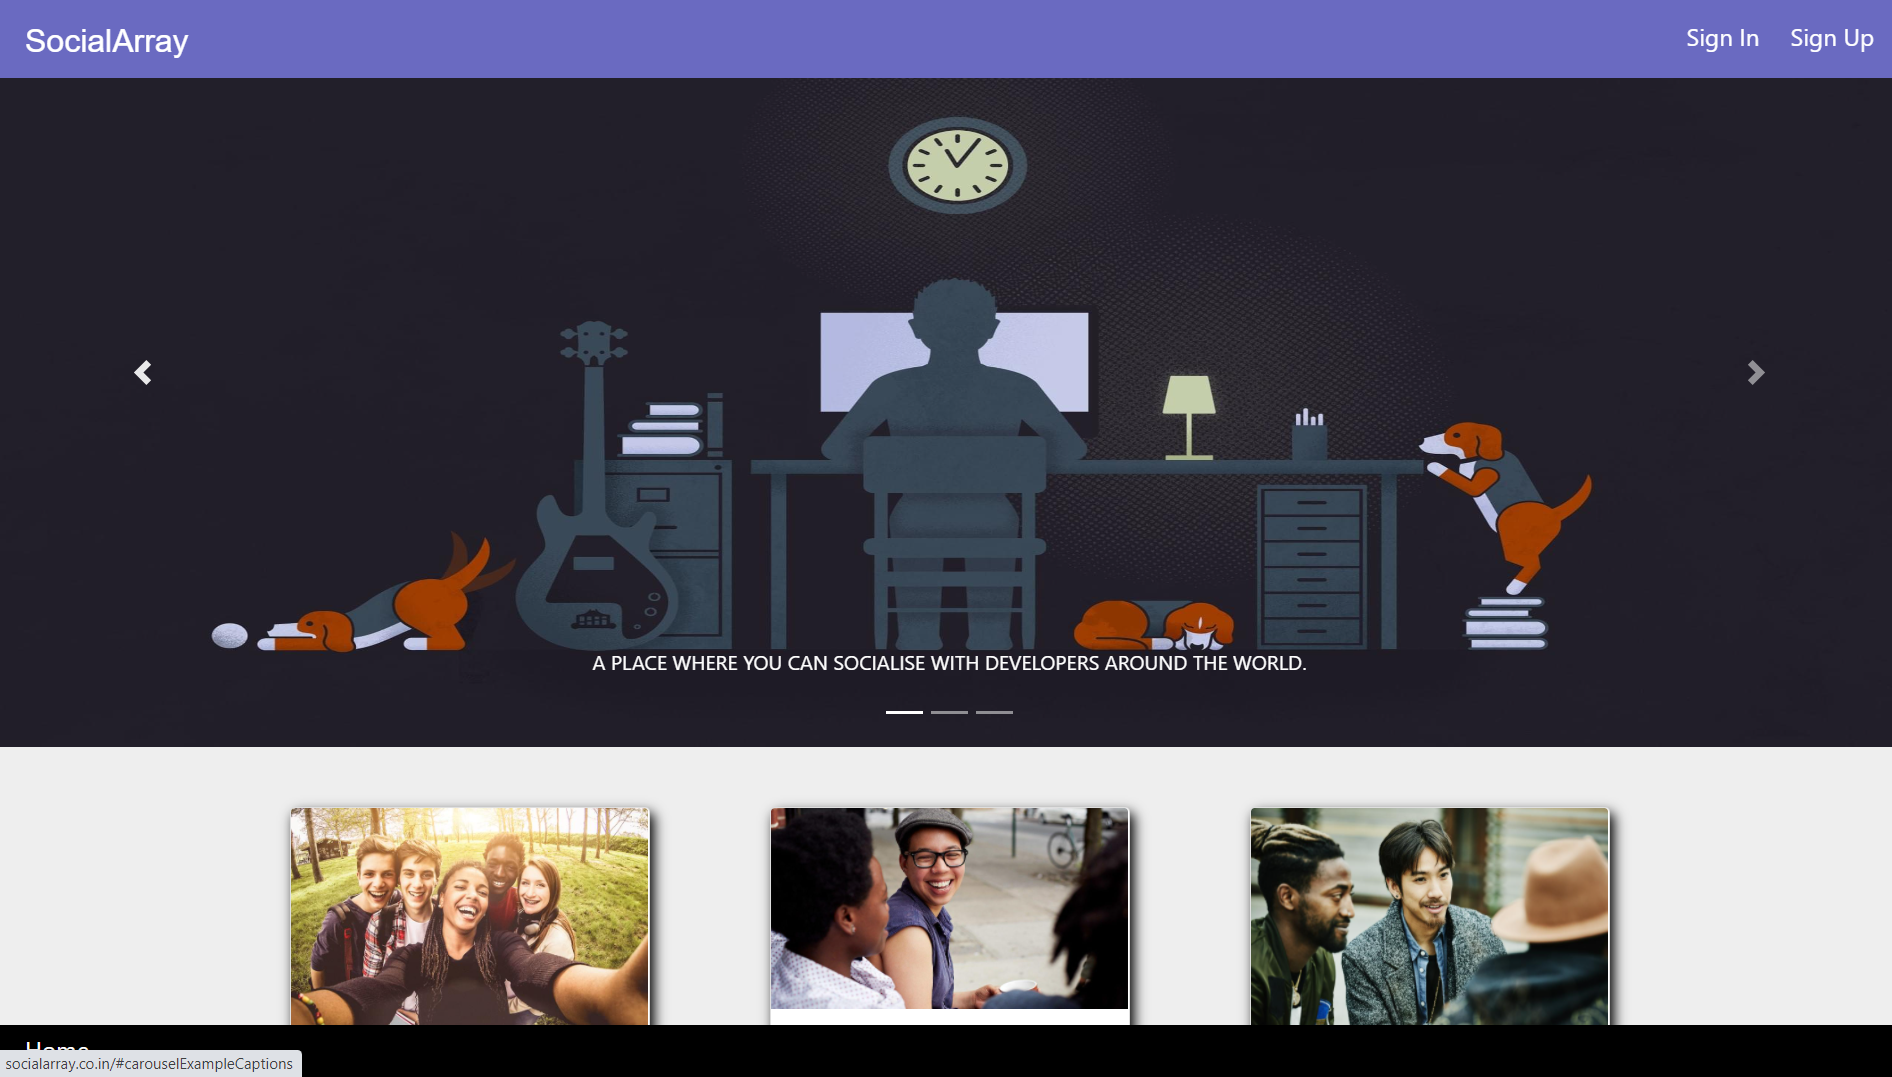 SocialArray
Sign In
Sign Up
A PLACE WHERE YOU CAN SOCIALISE WITH DEVELOPERS AROUND THE WORLD.
Home
socialarray.co.in/#carouselExampleCaptions